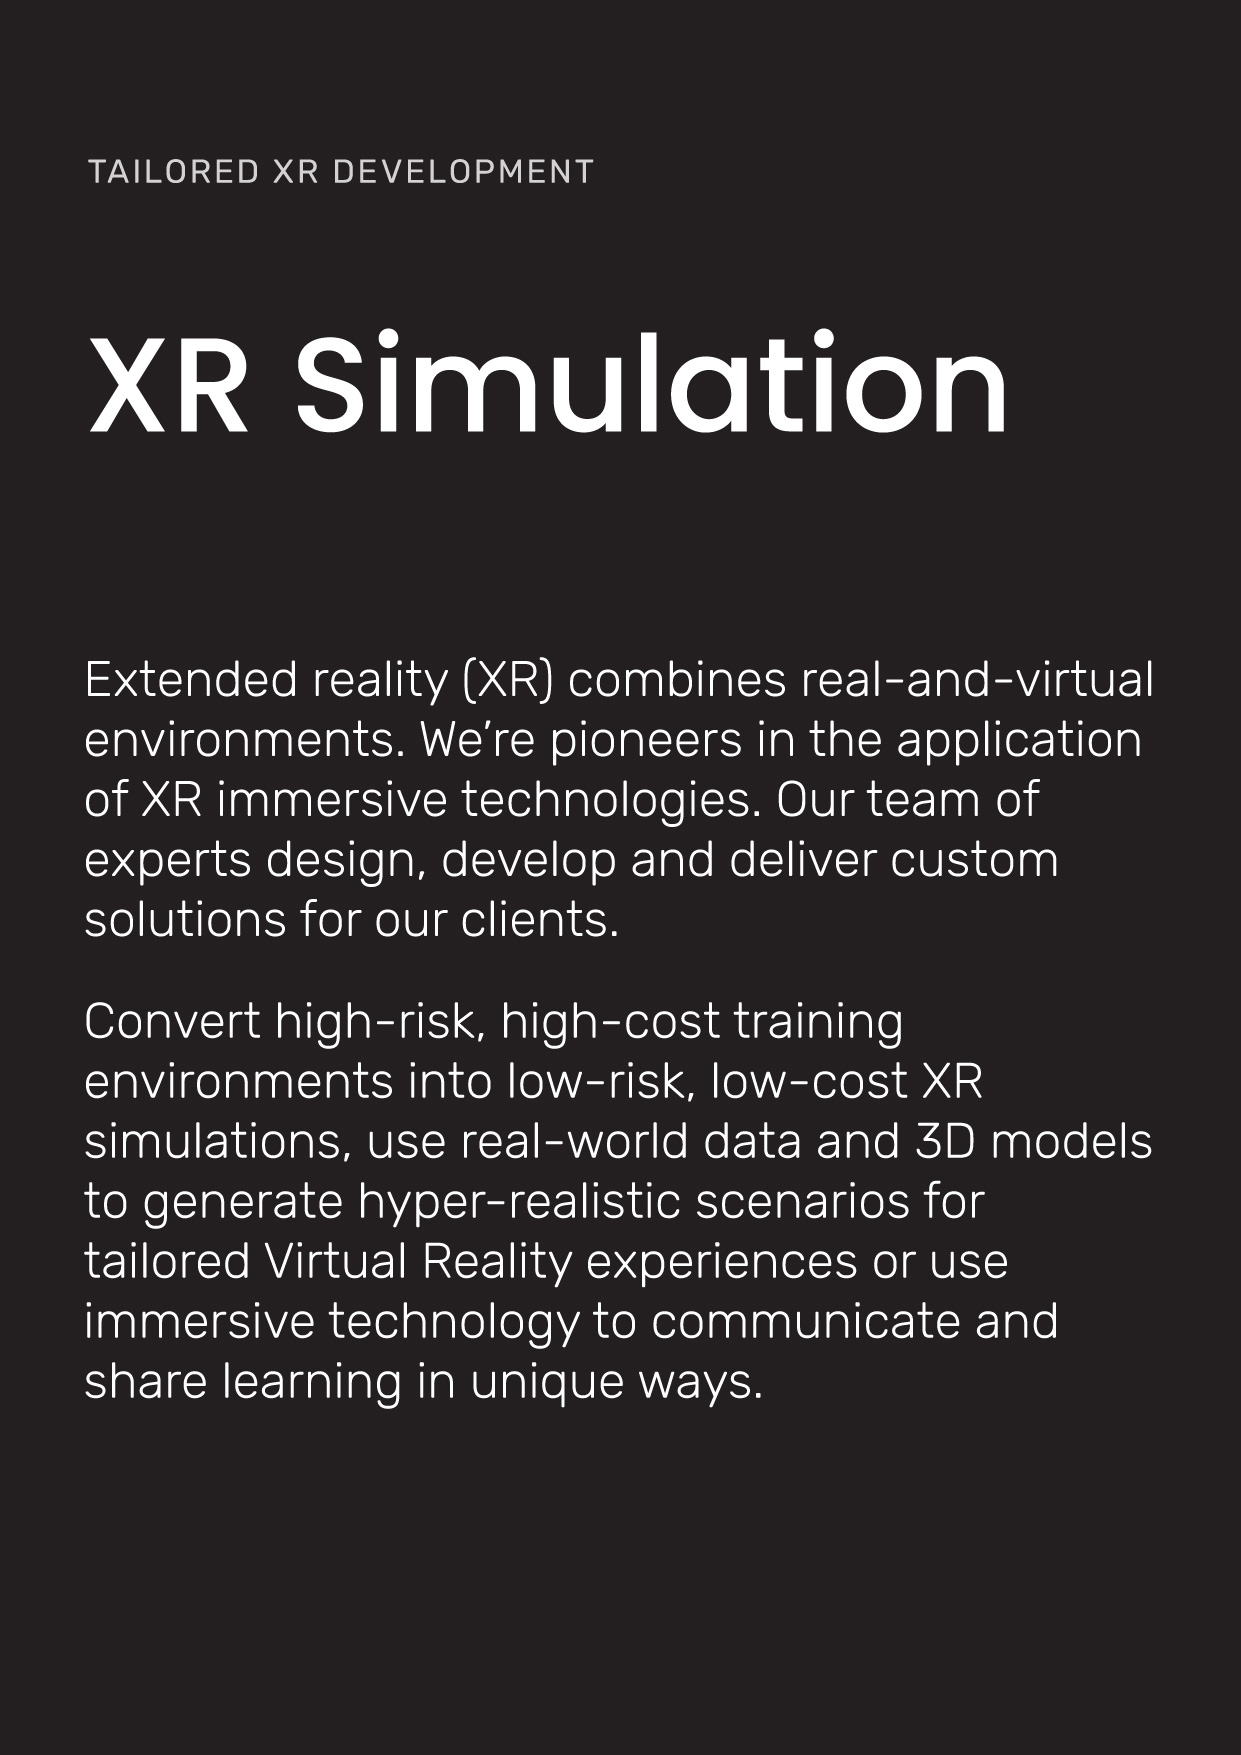 TAILORED XR DEVELOPMENT
XR Simulation
Extended reality (XR) combines real-and-virtual
environments. We’re pioneers in the application
of XR immersive technologies. Our team of
experts design, develop and deliver custom
solutions for our clients.
Convert high-risk, high-cost training
environments into low-risk, low-cost XR
simulations, use real-world data and 3D models
to generate hyper-realistic scenarios for
tailored Virtual Reality experiences or use
immersive technology to communicate and
share learning in unique ways.